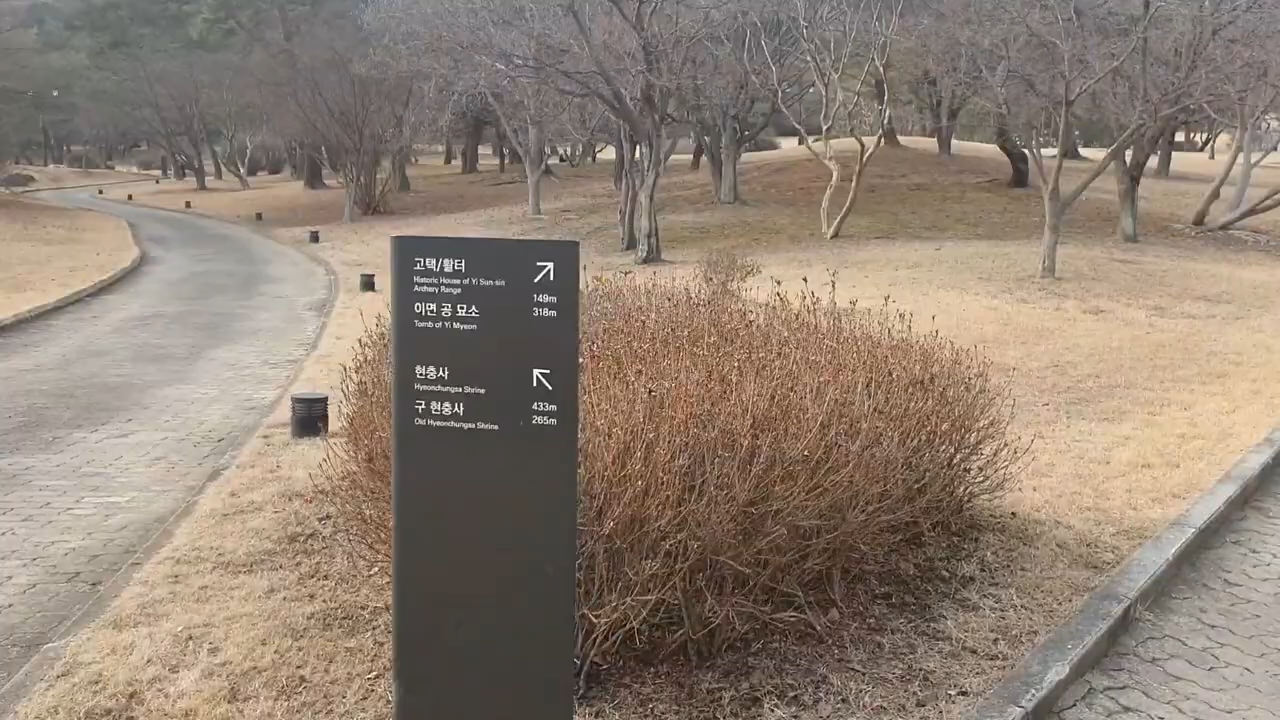 고택/활터
Historic House of Yi Sun-sin
Archery Range
149m
이면 공 묘소
318m
Tomb of Yi Myeon
현충사
Hyeonchungsa Shrine
433m
구 현충사
265m
Old Hyeonchungsa Shrine